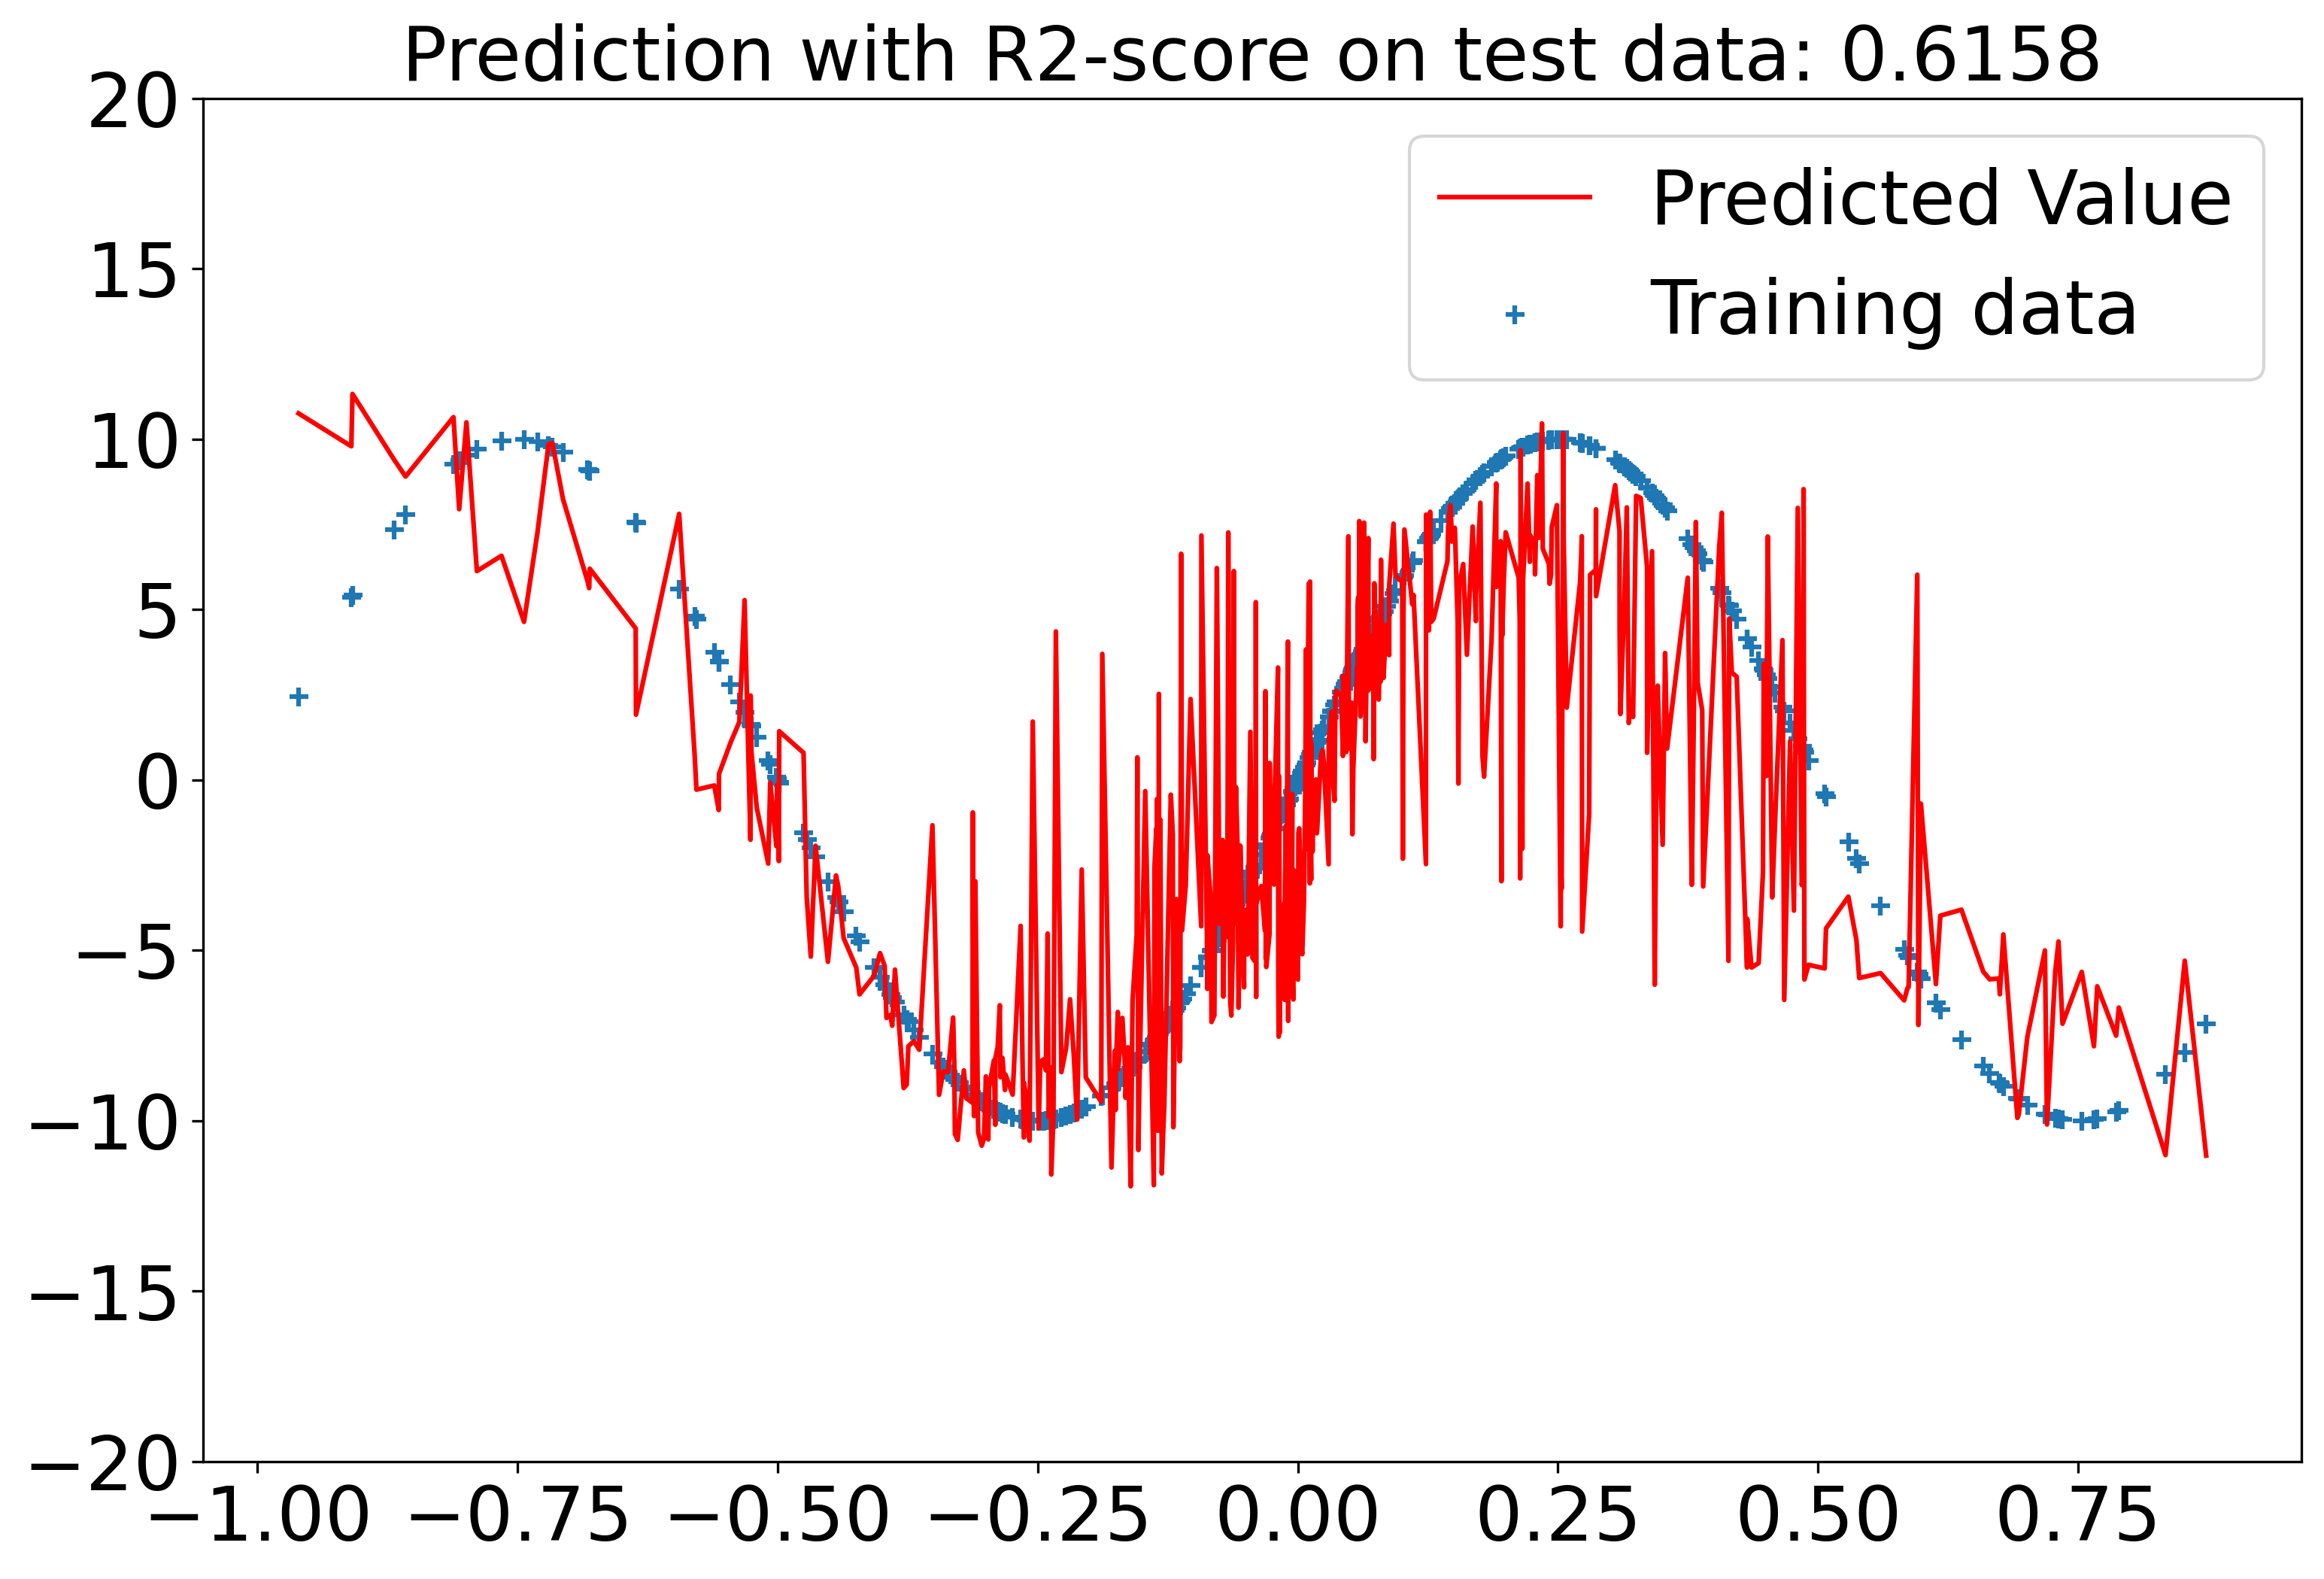 Prediction with R2-score on test data: 0.6158
20
15
10
5
0
−5
−10
−15
−20
Predicted Value
Training data
−1.00 −0.75 −0.50 −0.25 0.00 0.25 0.50 0.75